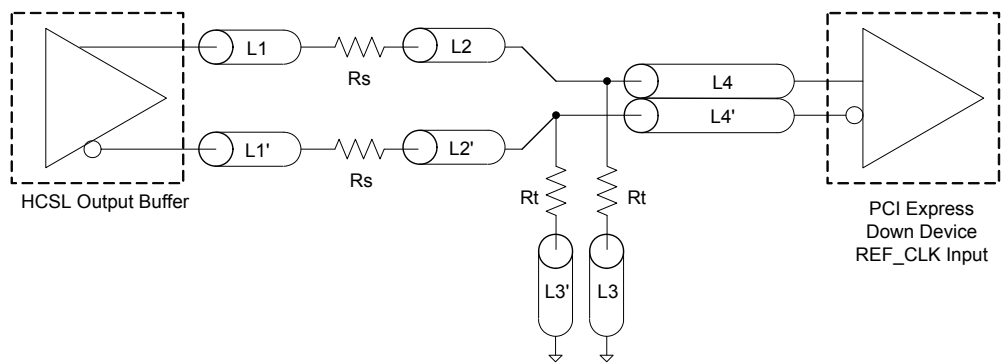 L1
L2
Rs
L4
L4'
L1'
L2'
Rs
HCSL Output Buffer
Rt
Rt
L3'
L3
PCI Express
Down Device
REF_CLK Input